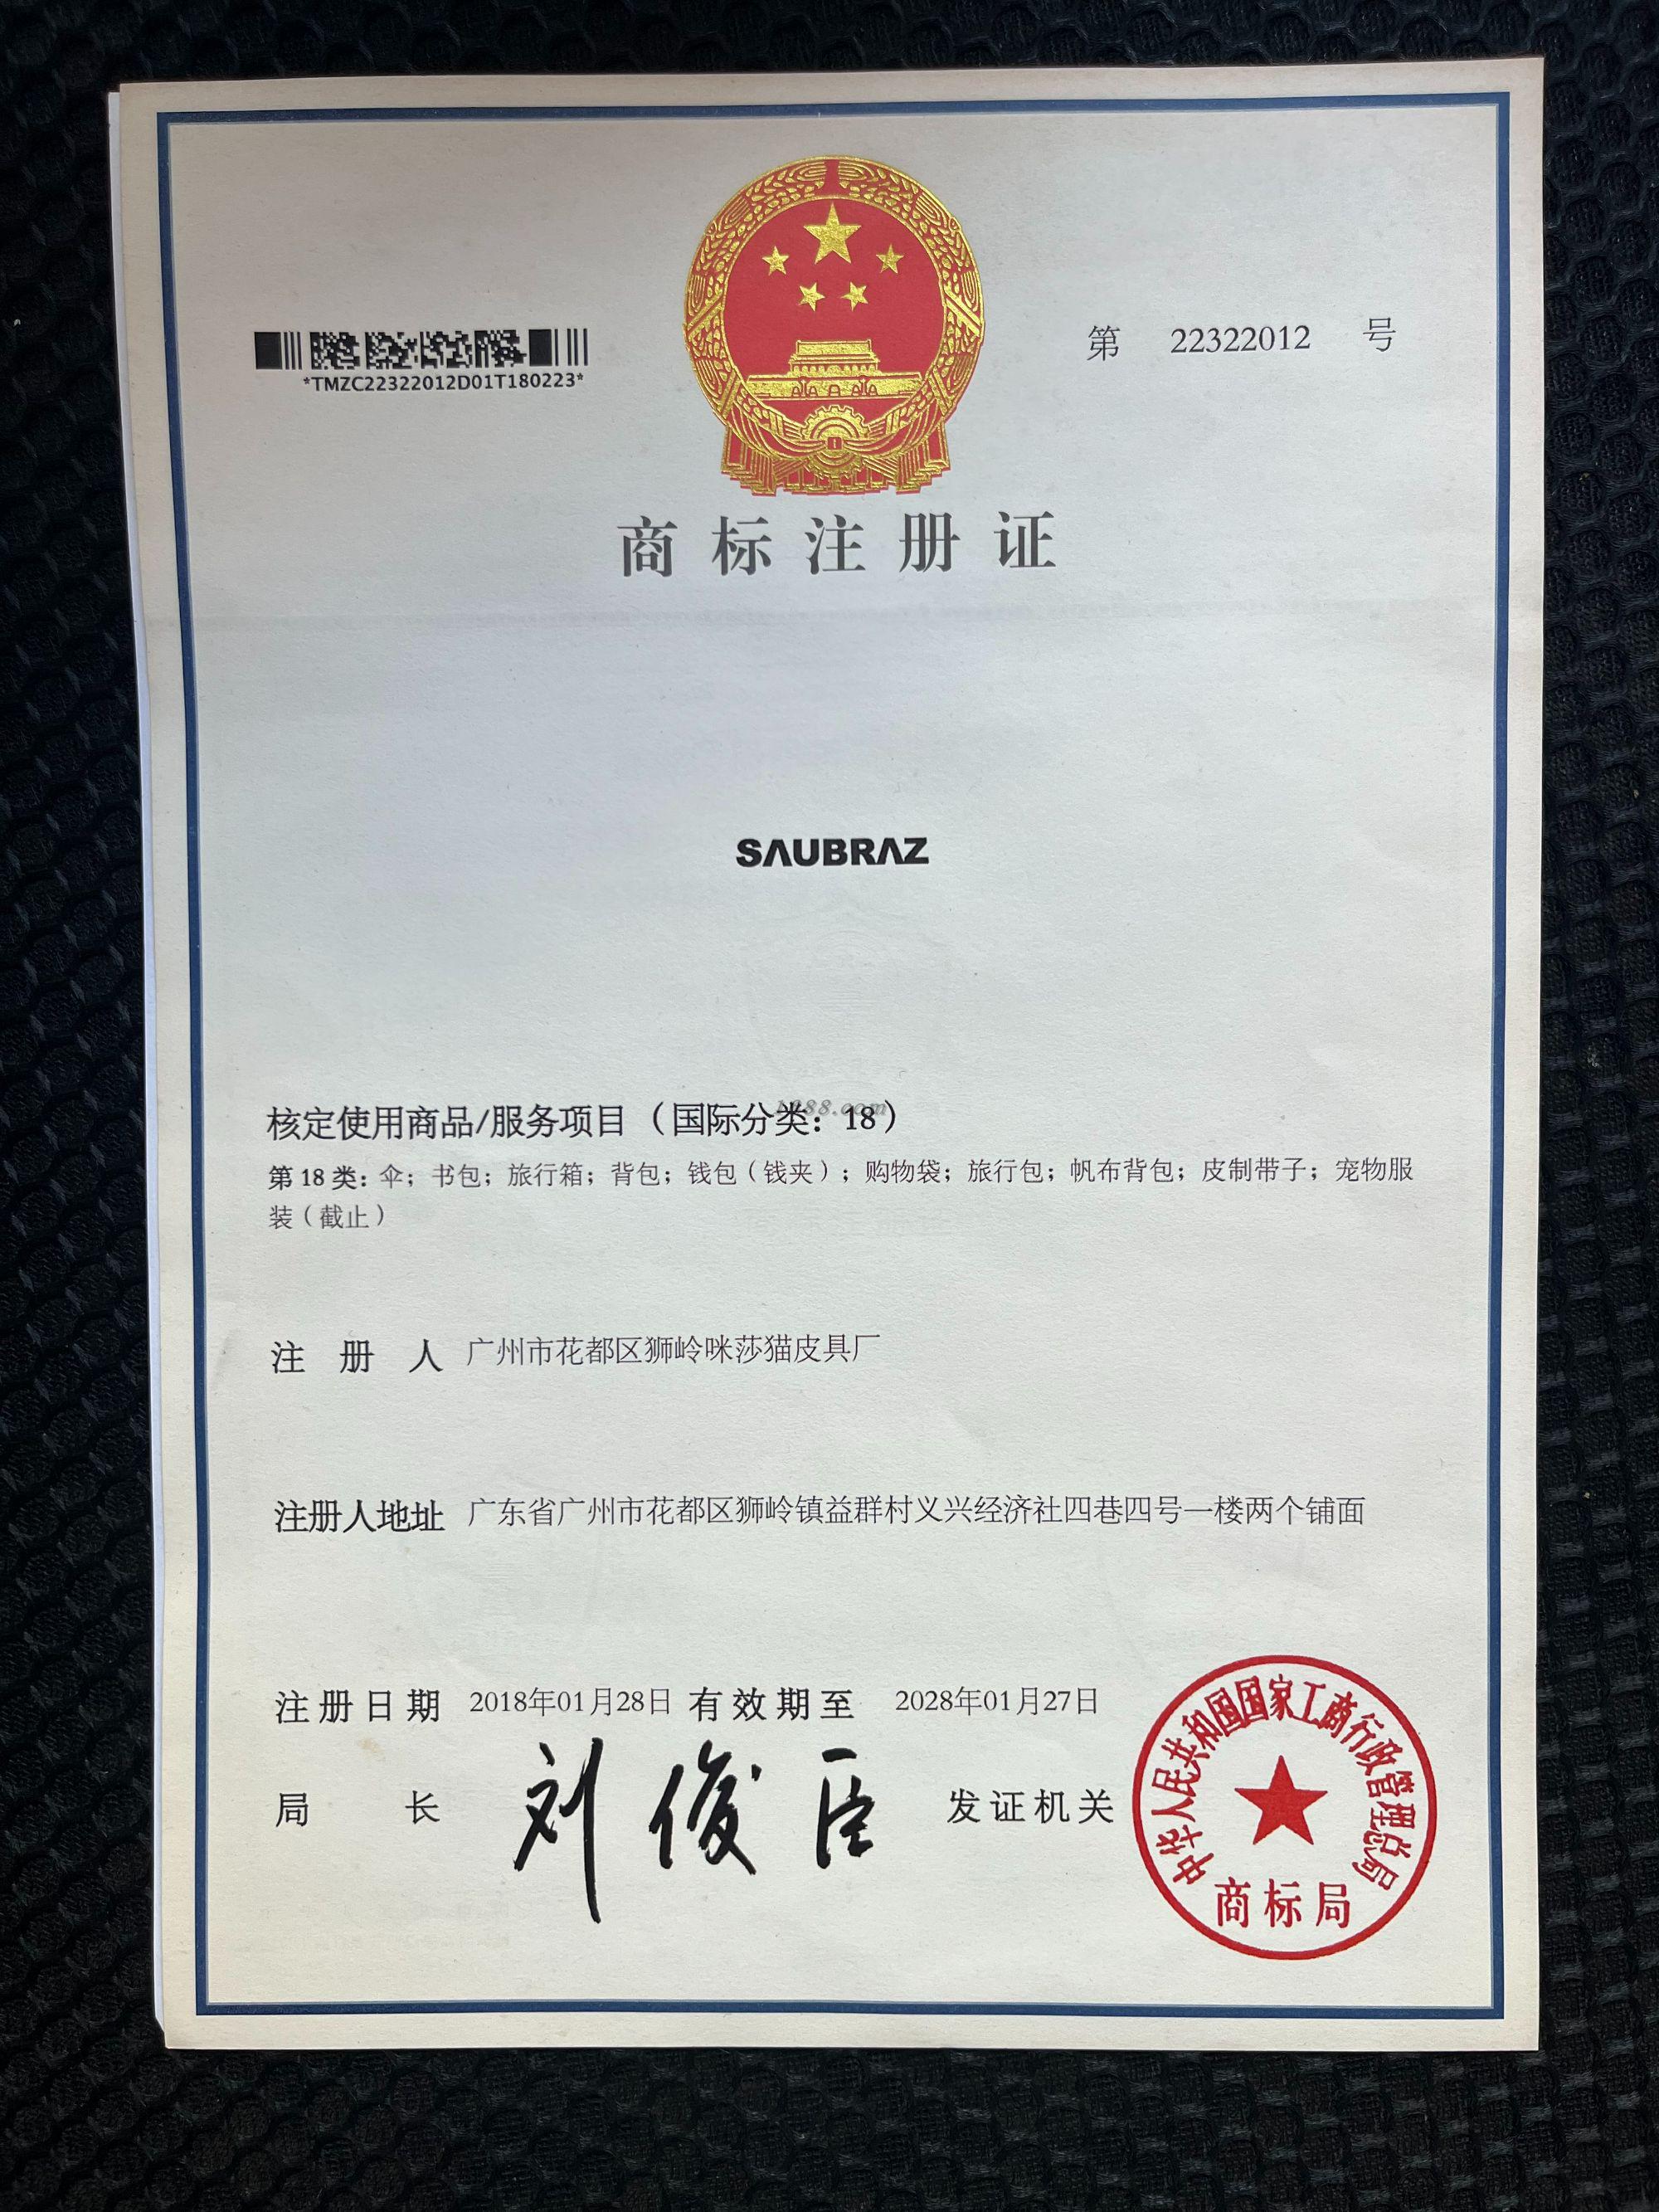 第 22322012 号
*TMZC22322012D01T180223*
商标注册证
SAUBRAZ
1688.com
核定使用商品/服务项目（国际分类：18）
第 18 类：伞；书包；旅行箱；背包；钱包（钱夹）；购物袋；旅行包；帆布背包；皮制带子；宠物服
装（截止）
注册人 广州市花都区狮岭咪莎猫皮具厂
注册人地址 广东省广州市花都区狮岭镇益群村义兴经济社四巷四号一楼两个铺面
注册日期 2018年01月28日 有效期至 2028年01月27日
局长 刘俊臣 发证机关
中华人民共和国国家工商行政管理总局
商标局